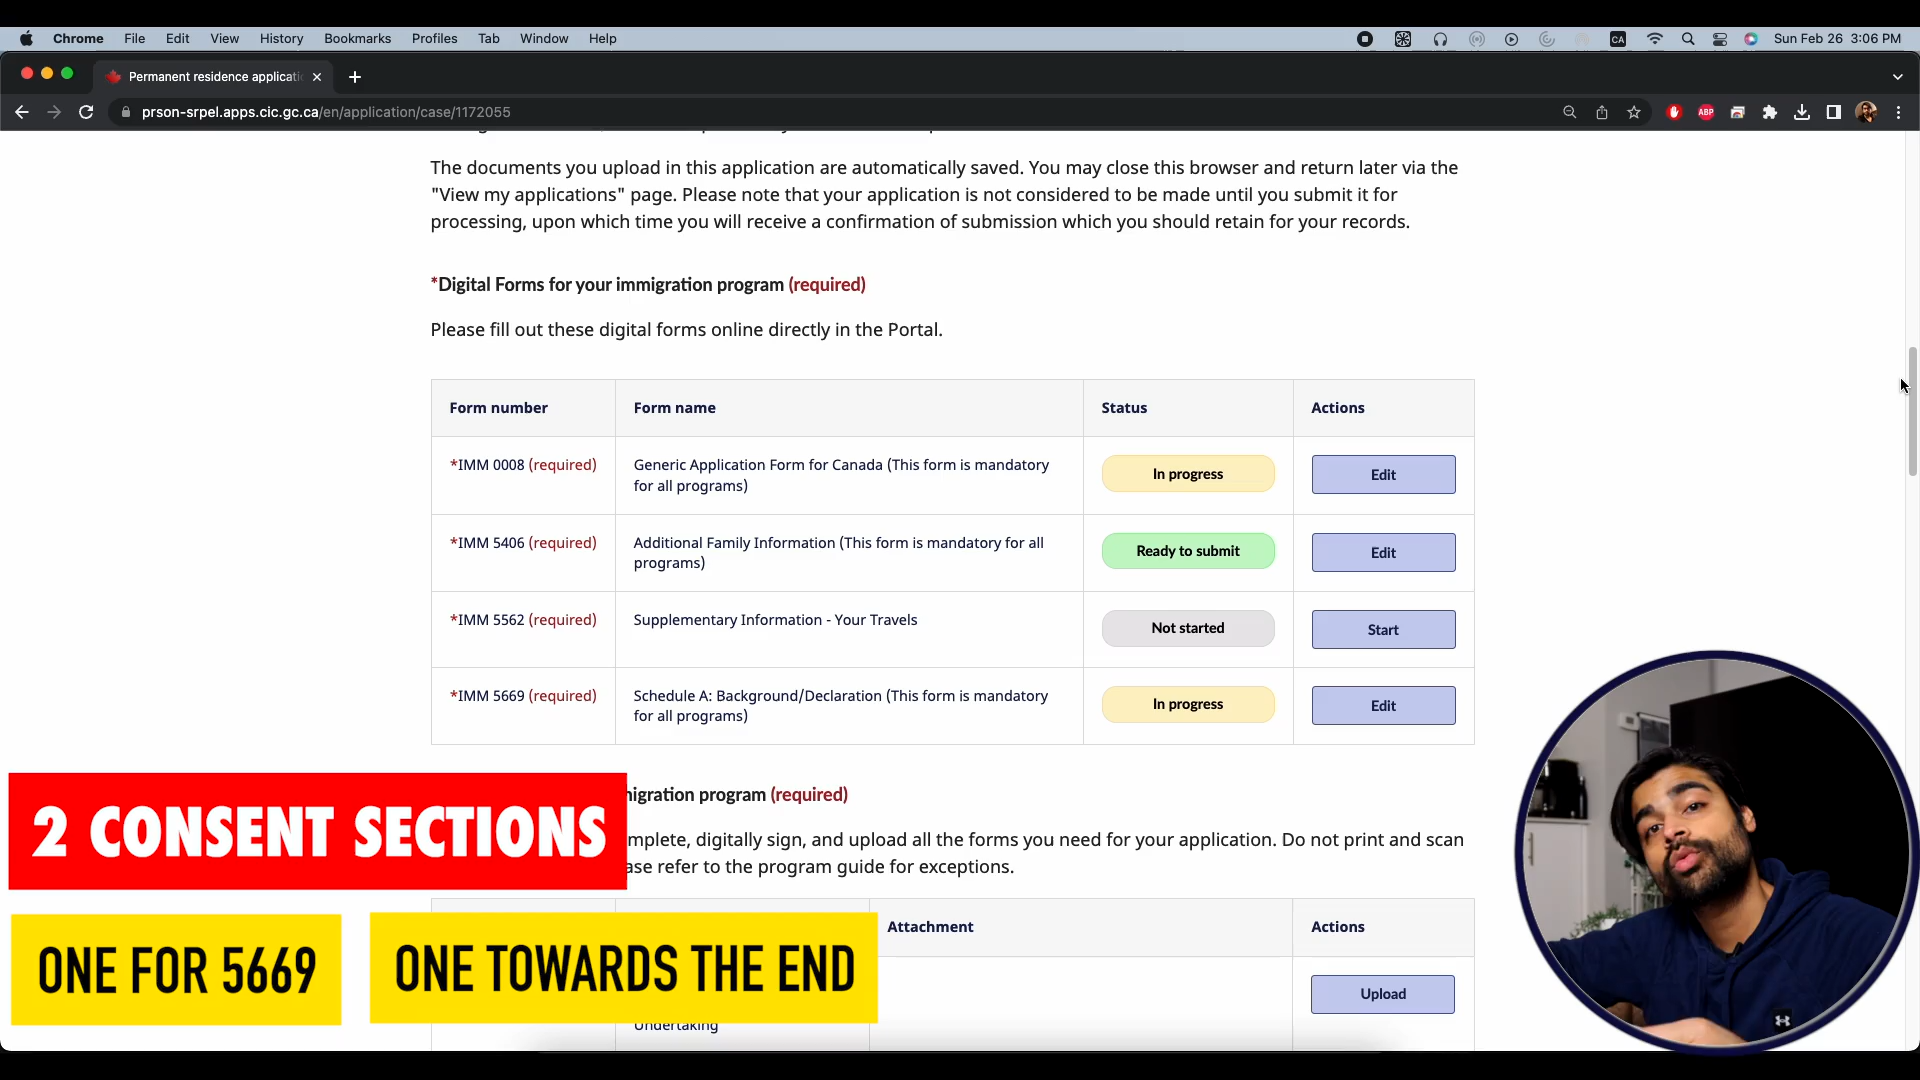 Chrome File Edit View History Bookmarks Profiles Tab Window Help
CA
Sun Feb 26 3:06 PM
Permanent residence applicati
prson-srpel.apps.cic.gc.ca/en/application/case/1172055
ABP
The documents you upload in this application are automatically saved. You may close this browser and return later via the
"View my applications" page. Please note that your application is not considered to be made until you submit it for
processing, upon which time you will receive a confirmation of submission which you should retain for your records.
*Digital Forms for your immigration program (required)
Please fill out these digital forms online directly in the Portal.
Form number Form name Status Actions
*IMM 0008 (required) Generic Application Form for Canada (This form is mandatory
for all programs)
In progress Edit
*IMM 5406 (required) Additional Family Information (This form is mandatory for all
programs)
Ready to submit Edit
*IMM 5562 (required) Supplementary Information - Your Travels
Not started Start
*IMM 5669 (required) Schedule A: Background/Declaration (This form is mandatory
for all programs)
In progress Edit
migration program (required)
mplete, digitally sign, and upload all the forms you need for your application. Do not print and scan
ase refer to the program guide for exceptions.
2 CONSENT SECTIONS
Attachment Actions
ONE FOR 5669
ONE TOWARDS THE END
Upload
Undertaking